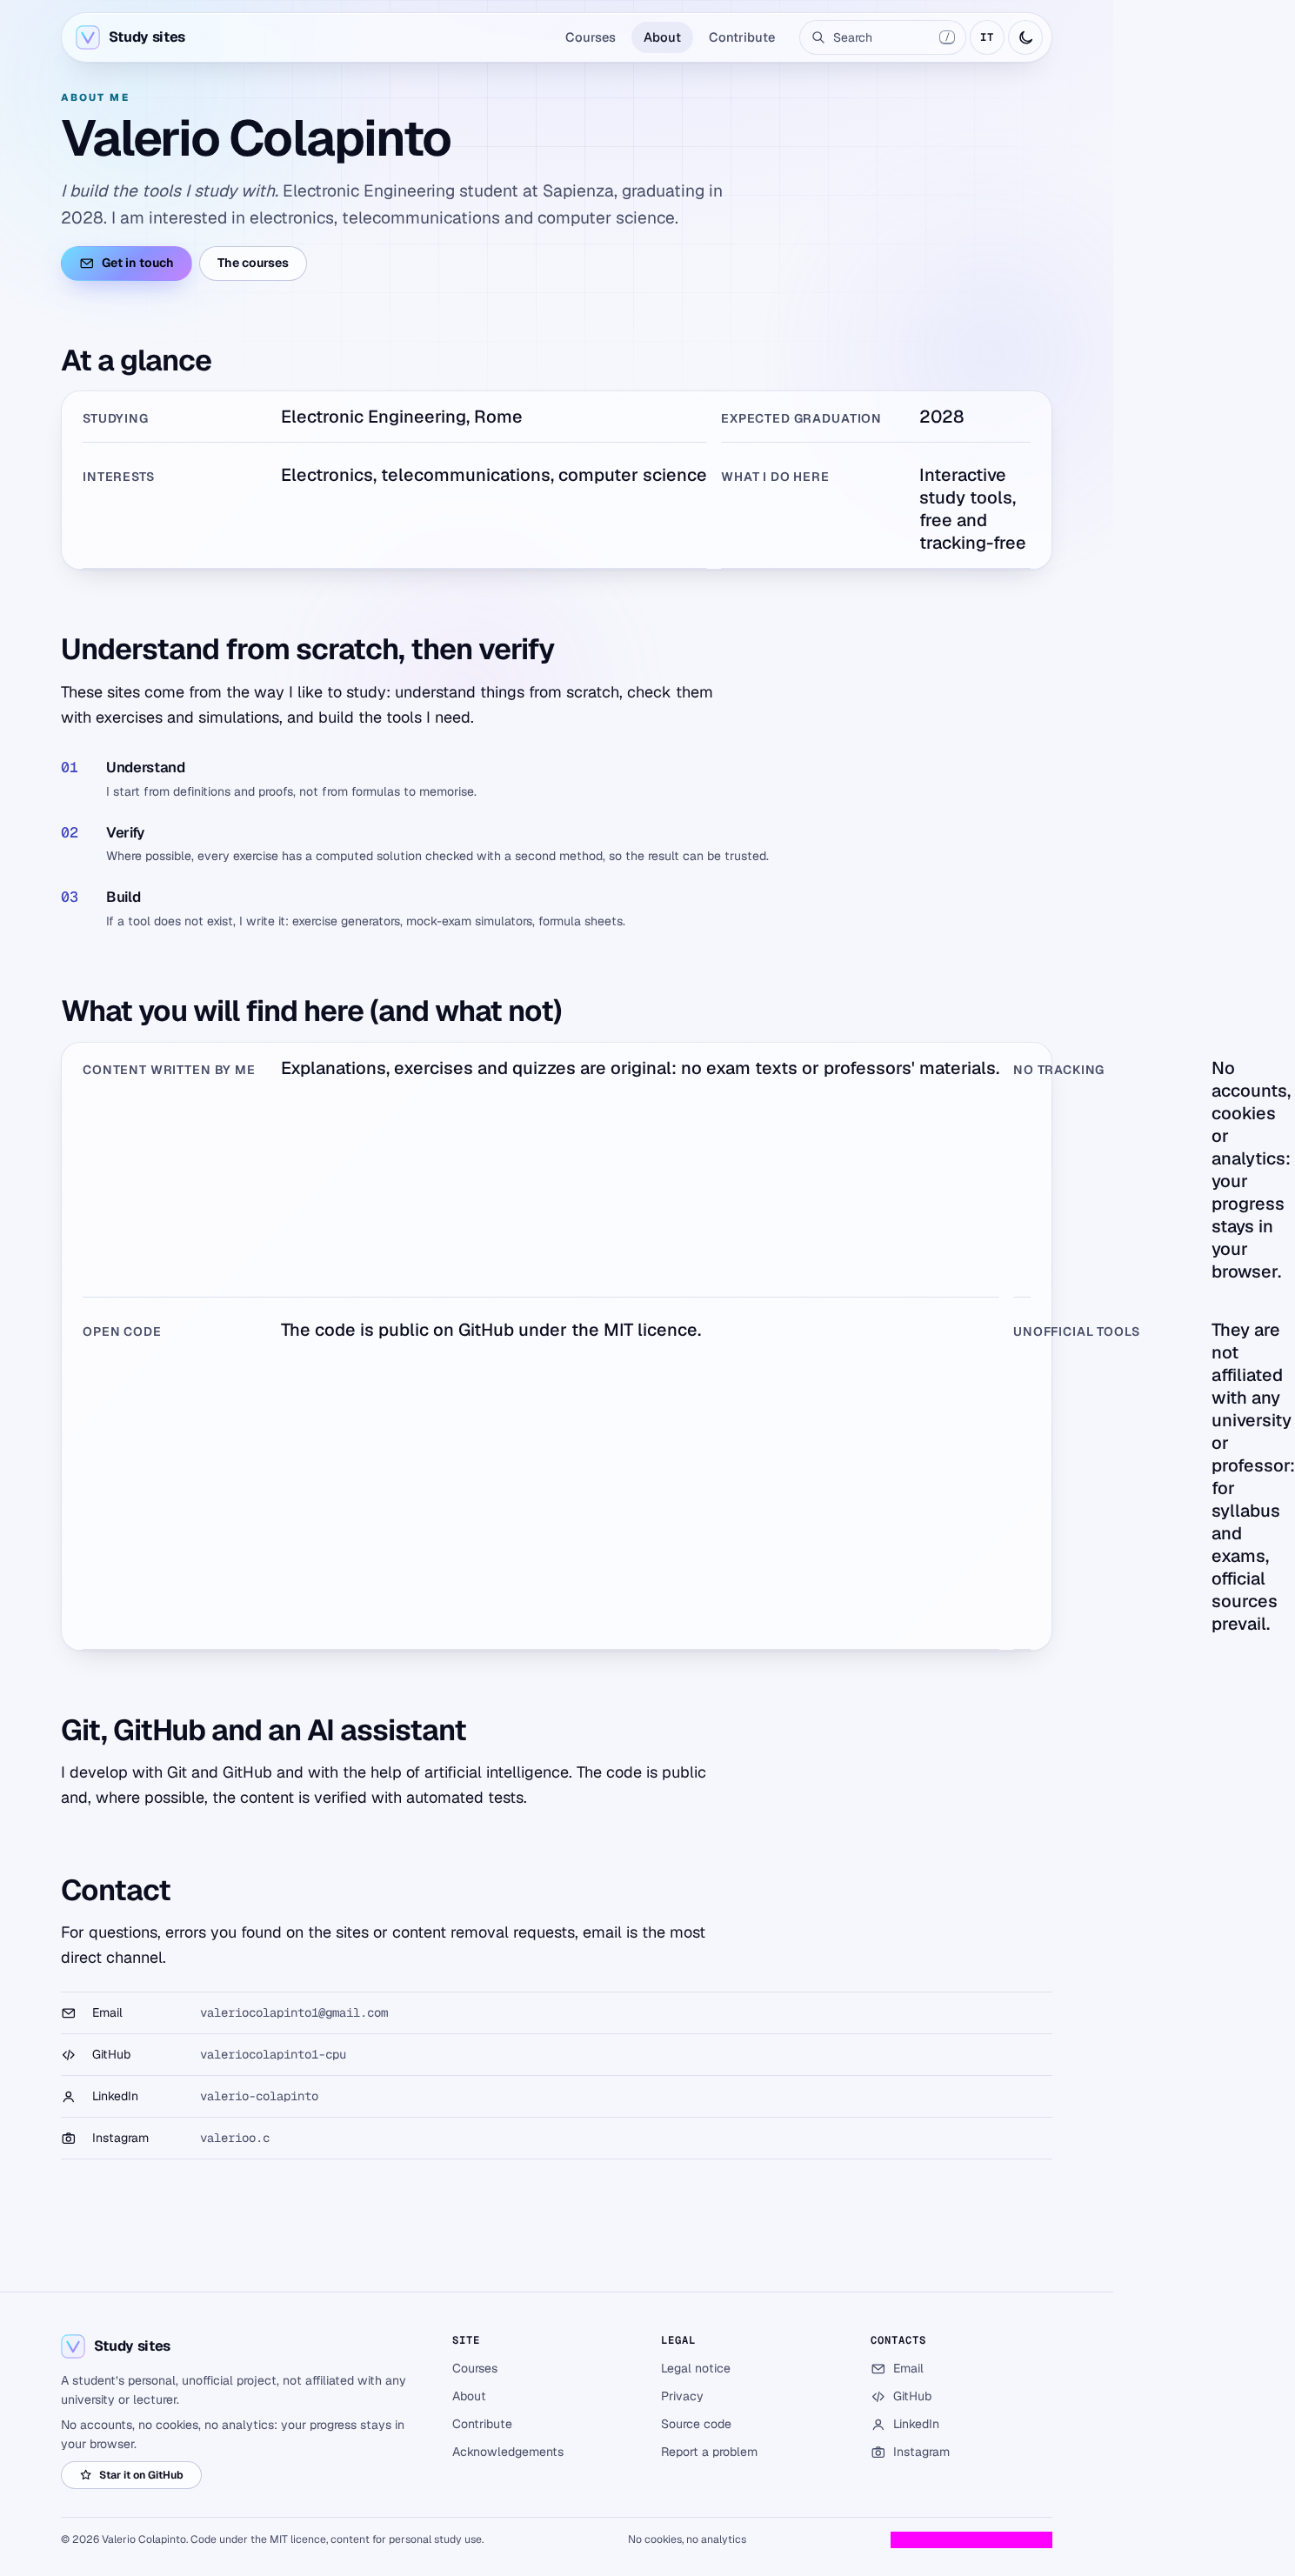 Study sites
Courses
About
Contribute
Search
/
IT
ABOUT ME
Valerio Colapinto
I build the tools I study with. Electronic Engineering student at Sapienza, graduating in
2028. I am interested in electronics, telecommunications and computer science.
Get in touch
The courses
At a glance
STUDYING
Electronic Engineering, Rome
EXPECTED GRADUATION
2028
INTERESTS
Electronics, telecommunications, computer science
WHAT I DO HERE
Interactive
study tools,
free and
tracking-free
Understand from scratch, then verify
These sites come from the way I like to study: understand things from scratch, check them
with exercises and simulations, and build the tools I need.
01
Understand
I start from definitions and proofs, not from formulas to memorise.
02
Verify
Where possible, every exercise has a computed solution checked with a second method, so the result can be trusted.
03
Build
If a tool does not exist, I write it: exercise generators, mock-exam simulators, formula sheets.
What you will find here (and what not)
CONTENT WRITTEN BY ME
Explanations, exercises and quizzes are original: no exam texts or professors' materials.
NO TRACKING
No
accounts,
cookies
or
analytics:
your
progress
stays in
your
browser.
OPEN CODE
The code is public on GitHub under the MIT licence.
UNOFFICIAL TOOLS
They are
not
affiliated
with any
university
or
professor:
for
syllabus
and
exams,
official
sources
prevail.
Git, GitHub and an AI assistant
I develop with Git and GitHub and with the help of artificial intelligence. The code is public
and, where possible, the content is verified with automated tests.
Contact
For questions, errors you found on the sites or content removal requests, email is the most
direct channel.
Email
valeriocolapinto1@gmail.com
GitHub
valeriocolapinto1-cpu
LinkedIn
valerio-colapinto
Instagram
valerioo.c
Study sites
A student's personal, unofficial project, not affiliated with any
university or lecturer.
No accounts, no cookies, no analytics: your progress stays in
your browser.
Star it on GitHub
SITE
Courses
About
Contribute
Acknowledgements
LEGAL
Legal notice
Privacy
Source code
Report a problem
CONTACTS
Email
GitHub
LinkedIn
Instagram
© 2026 Valerio Colapinto. Code under the MIT licence, content for personal study use.
No cookies, no analytics